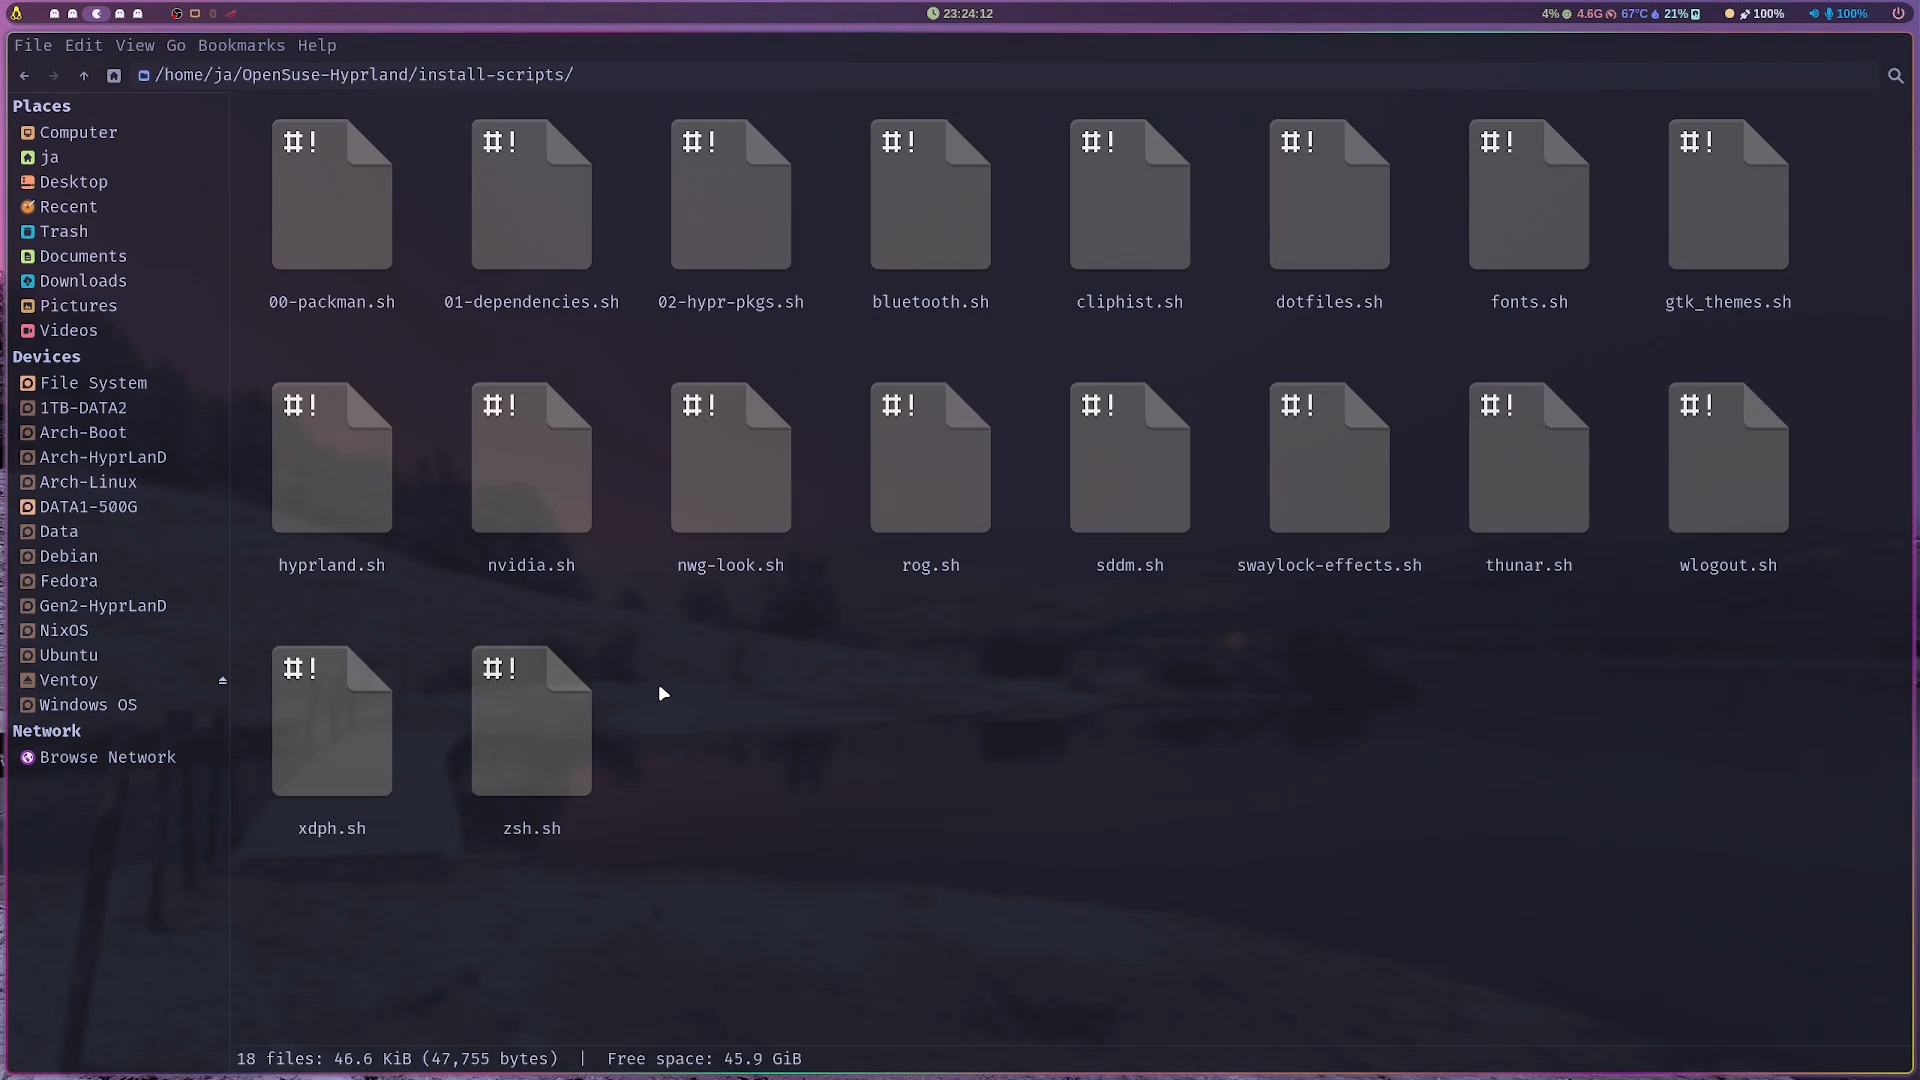 23:24:12
4% 4.6G 67°C 21% 100% 100%
File Edit View Go Bookmarks Help
/home/ja/OpenSuse-Hyprland/install-scripts/
Places
Computer
ja
Desktop
Recent
Trash
Documents
Downloads
Pictures
Videos
Devices
File System
1TB-DATA2
Arch-Boot
Arch-HyprLanD
Arch-Linux
DATA1-500G
Data
Debian
Fedora
Gen2-HyprLanD
NixOS
Ubuntu
Ventoy
Windows OS
Network
Browse Network
#! #! #! #! #! #! #! #!
00-packman.sh 01-dependencies.sh 02-hypr-pkgs.sh bluetooth.sh cliphist.sh dotfiles.sh fonts.sh gtk_themes.sh
#! #! #! #! #! #! #! #!
hyprland.sh nvidia.sh nwg-look.sh rog.sh sddm.sh swaylock-effects.sh thunar.sh wlogout.sh
#! #!
xdph.sh zsh.sh
18 files: 46.6 KiB (47,755 bytes) | Free space: 45.9 GiB